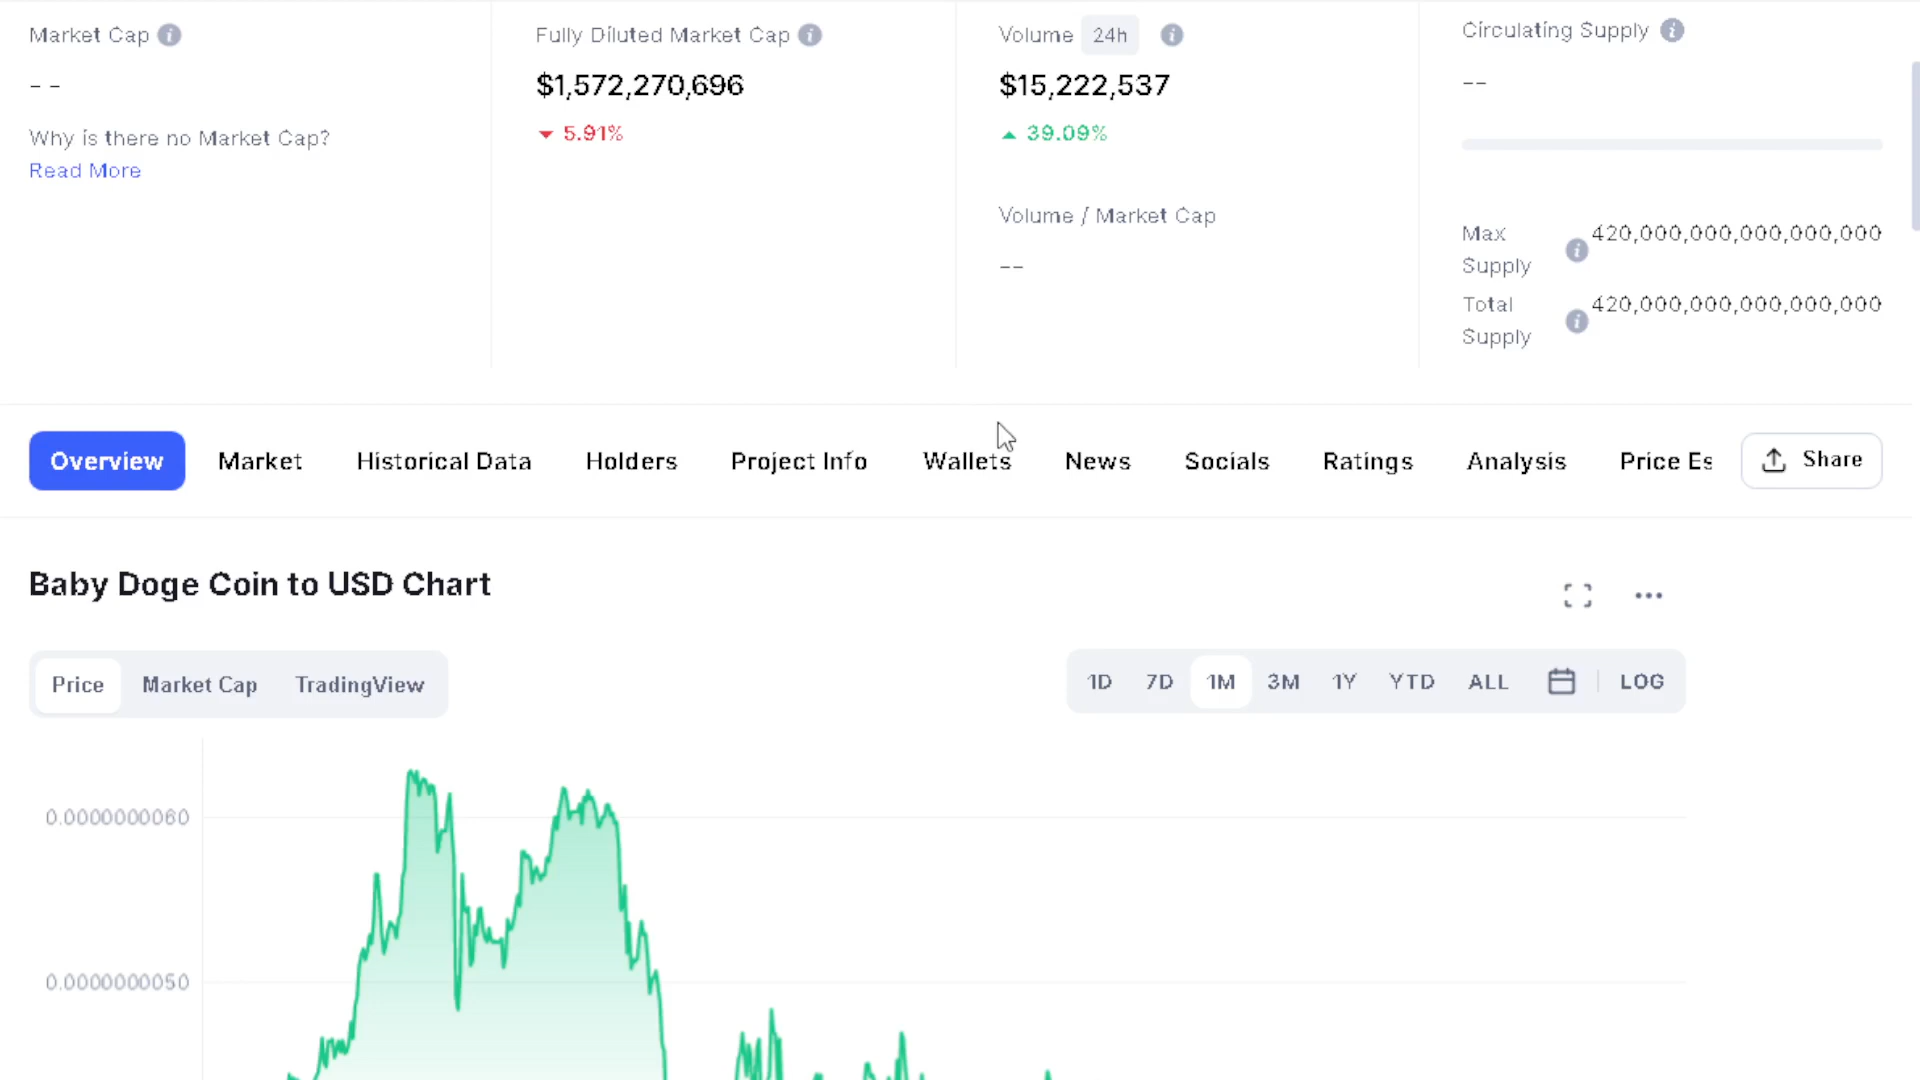 Market Cap
- -
Why is there no Market Cap?
Read More
Fully Diluted Market Cap
$1,572,270,696
5.91%
Volume 24h
$15,222,537
39.09%
Volume / Market Cap
--
Circulating Supply
--
Max Supply 420,000,000,000,000,000
Total Supply 420,000,000,000,000,000
Overview Market Historical Data Holders Project Info Wallets News Socials Ratings Analysis Price Es Share
Baby Doge Coin to USD Chart
Price Market Cap TradingView 1D 7D 1M 3M 1Y YTD ALL LOG
0.0000000060
0.0000000050